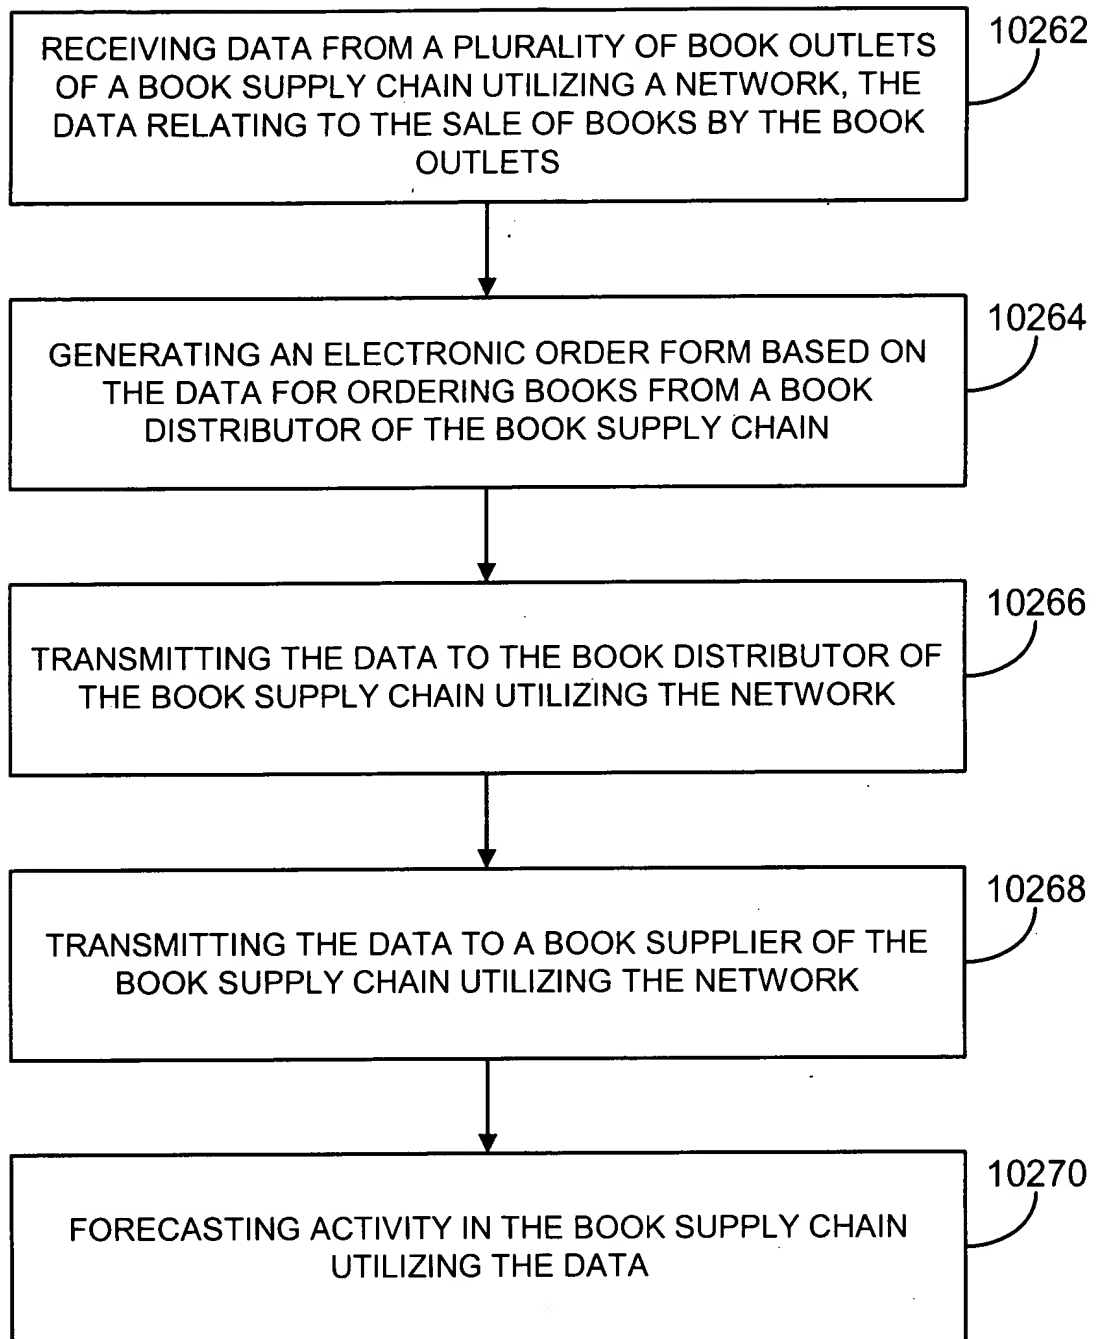 RECEIVING DATA FROM A PLURALITY OF BOOK OUTLETS
OF A BOOK SUPPLY CHAIN UTILIZING A NETWORK, THE
DATA RELATING TO THE SALE OF BOOKS BY THE BOOK
OUTLETS
10262
GENERATING AN ELECTRONIC ORDER FORM BASED ON
THE DATA FOR ORDERING BOOKS FROM A BOOK
DISTRIBUTOR OF THE BOOK SUPPLY CHAIN
10264
TRANSMITTING THE DATA TO THE BOOK DISTRIBUTOR OF
THE BOOK SUPPLY CHAIN UTILIZING THE NETWORK
10266
TRANSMITTING THE DATA TO A BOOK SUPPLIER OF THE
BOOK SUPPLY CHAIN UTILIZING THE NETWORK
10268
FORECASTING ACTIVITY IN THE BOOK SUPPLY CHAIN
UTILIZING THE DATA
10270